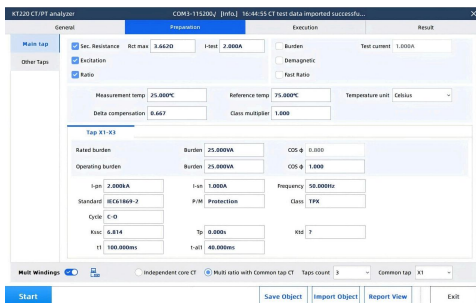 KT220 CT/PT analyzer COM3-115200./ [Info.] 16:44:55 CT test data imported successfu...
General Preparation Execution Result
Main tap
Other Taps
Sec. Resistance Rct max 3.662Ω I-test 2.000A Burden Test current 1.000A
Excitation Demagnetic
Ratio Fast Ratio
Measurement temp 25.000℃ Reference temp 75.000℃ Temperature unit Celsius
Delta compensation 0.667 Class multiplier 1.000
Tap X1-X3
Rated burden Burden 25.000VA COS ɸ 0.800
Operating burden Burden 25.000VA COS ɸ 1.000
I-pn 2.000kA I-sn 1.000A Frequency 50.000Hz
Standard IEC61869-2 P/M Protection Class TPX
Cycle C-O
Kssc 6.814 Tp 0.000s Ktd ?
t1 100.000ms t-al1 40.000ms
Mult Windings Independent core CT Multi ratio with Common tap CT Taps count 3 Common tap X1
Start Save Object Import Object Report View Exit